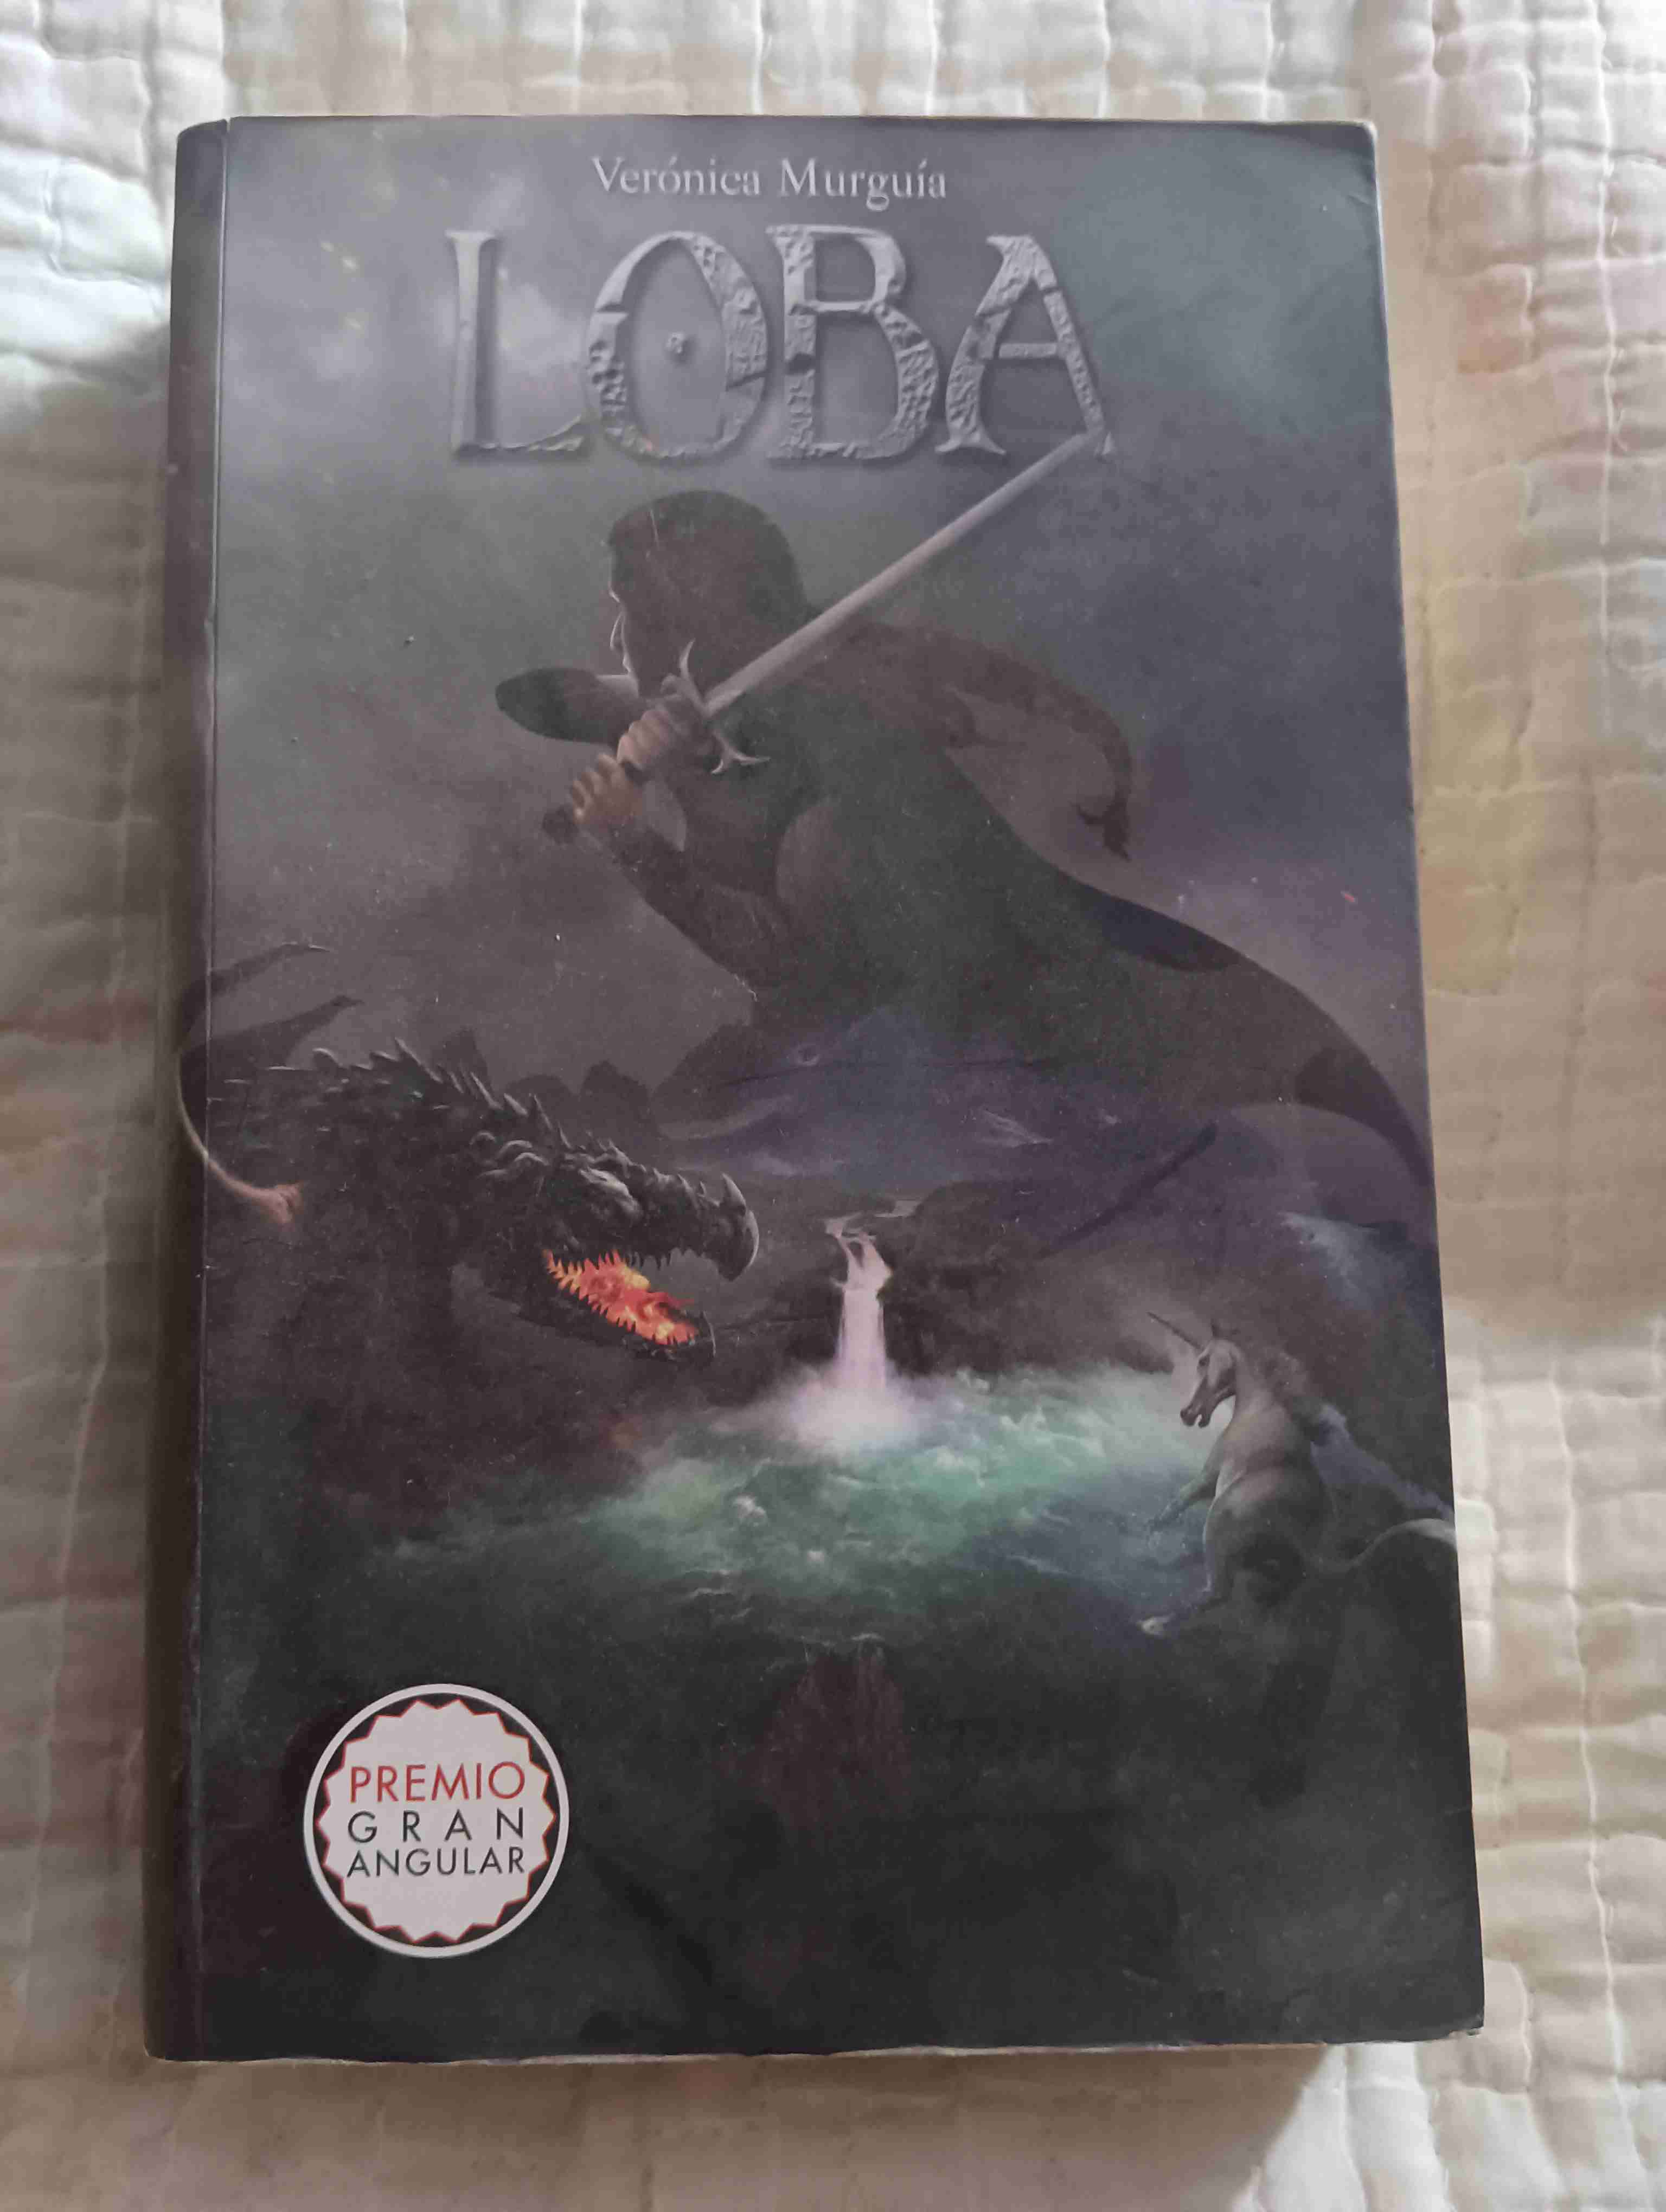 Verónica Murguía
LOBA
PREMIO
GRAN
ANGULAR